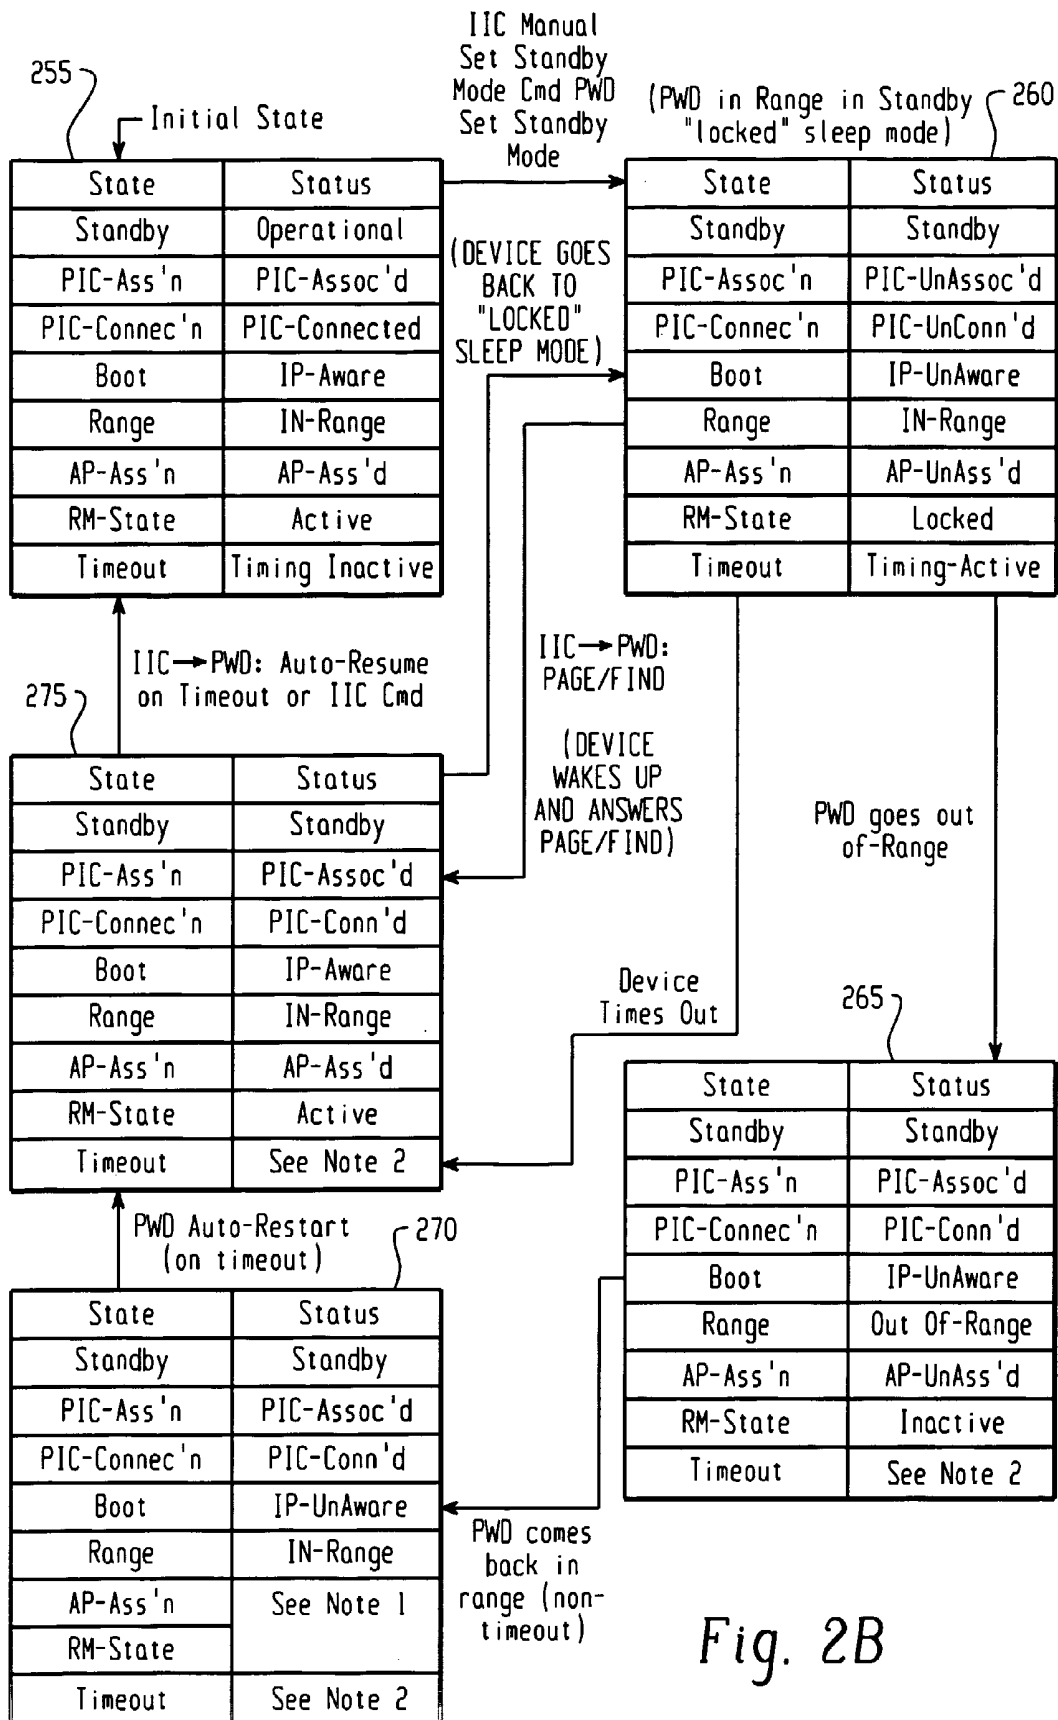 IIC Manual
Set Standby
Mode Cmd PWD
Set Standby
Mode
255
Initial State
(PWD in Range in Standby
"locked" sleep mode)
260
State Status
Standby Operational
PIC-Ass'n PIC-Assoc'd
PIC-Connec'n PIC-Connected
Boot IP-Aware
Range IN-Range
AP-Ass'n AP-Ass'd
RM-State Active
Timeout Timing Inactive
(DEVICE GOES
BACK TO
"LOCKED"
SLEEP MODE)
State Status
Standby Standby
PIC-Assoc'n PIC-UnAssoc'd
PIC-Connec'n PIC-UnConn'd
Boot IP-UnAware
Range IN-Range
AP-Ass'n AP-UnAss'd
RM-State Locked
Timeout Timing-Active
IIC→PWD: Auto-Resume
on Timeout or IIC Cmd
275
IIC→PWD:
PAGE/FIND
(DEVICE
WAKES UP
AND ANSWERS
PAGE/FIND)
PWD goes out
of-Range
State Status
Standby Standby
PIC-Ass'n PIC-Assoc'd
PIC-Connec'n PIC-Conn'd
Boot IP-Aware
Range IN-Range
AP-Ass'n AP-Ass'd
RM-State Active
Timeout See Note 2
Device
Times Out
265
State Status
Standby Standby
PIC-Ass'n PIC-Assoc'd
PIC-Connec'n PIC-Conn'd
Boot IP-UnAware
Range Out Of-Range
AP-Ass'n AP-UnAss'd
RM-State Inactive
Timeout See Note 2
PWD Auto-Restart
(on timeout)
270
State Status
Standby Standby
PIC-Ass'n PIC-Assoc'd
PIC-Connec'n PIC-Conn'd
Boot IP-UnAware
Range IN-Range
AP-Ass'n See Note 1
RM-State
Timeout See Note 2
PWD comes
back in
range (non-
timeout)
Fig. 2B